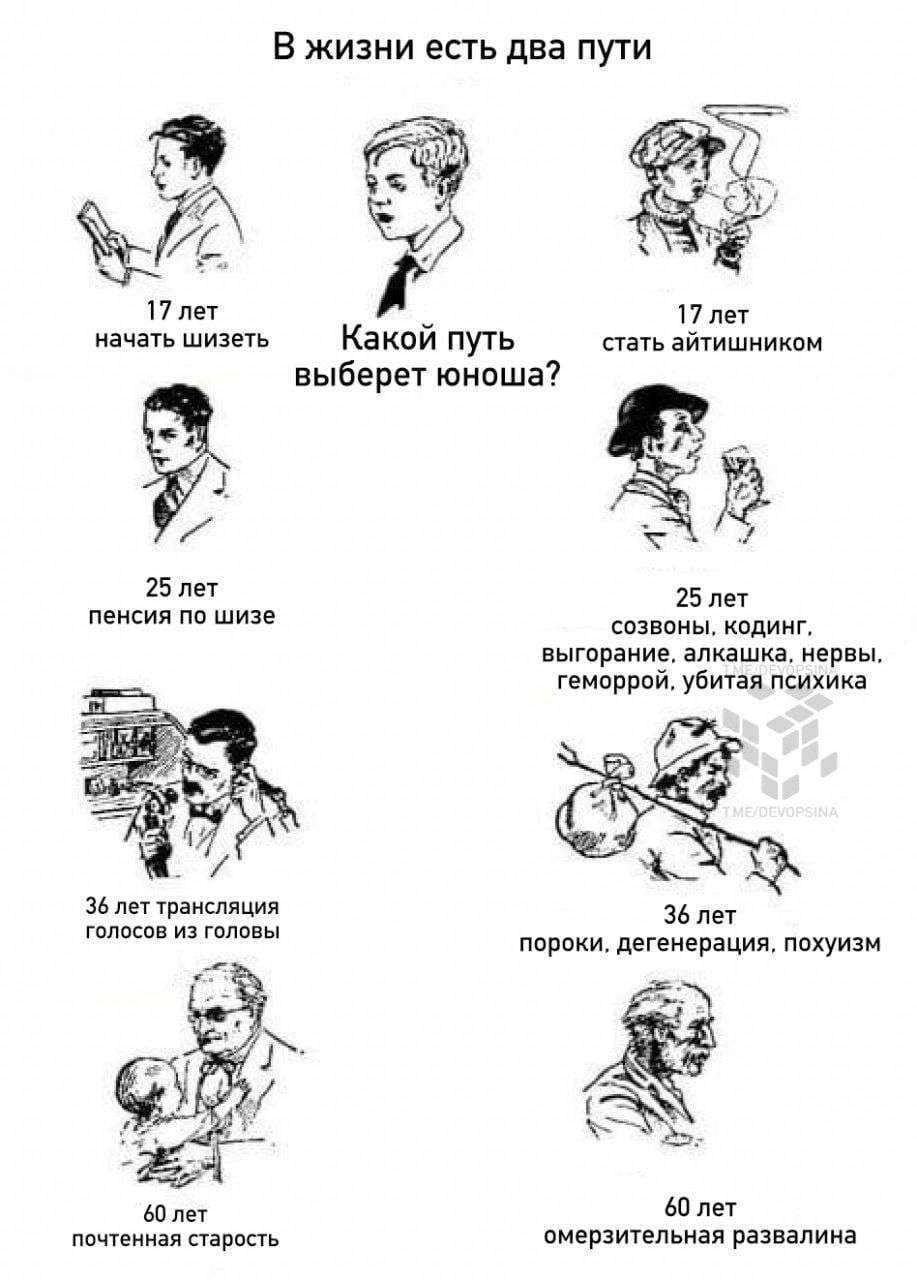 В жизни есть два пути
17 лет
начать шизеть
Какой путь
выберет юноша?
17 лет
стать айтишником
25 лет
пенсия по шизе
25 лет
созвоны, кодинг,
выгорание, алкашка, нервы,
геморрой, убитая психика
T.ME/DEVOPSINA
T.ME/DEVOPSINA
36 лет трансляция
голосов из головы
36 лет
пороки, дегенерация, похуизм
60 лет
почтенная старость
60 лет
омерзительная развалина